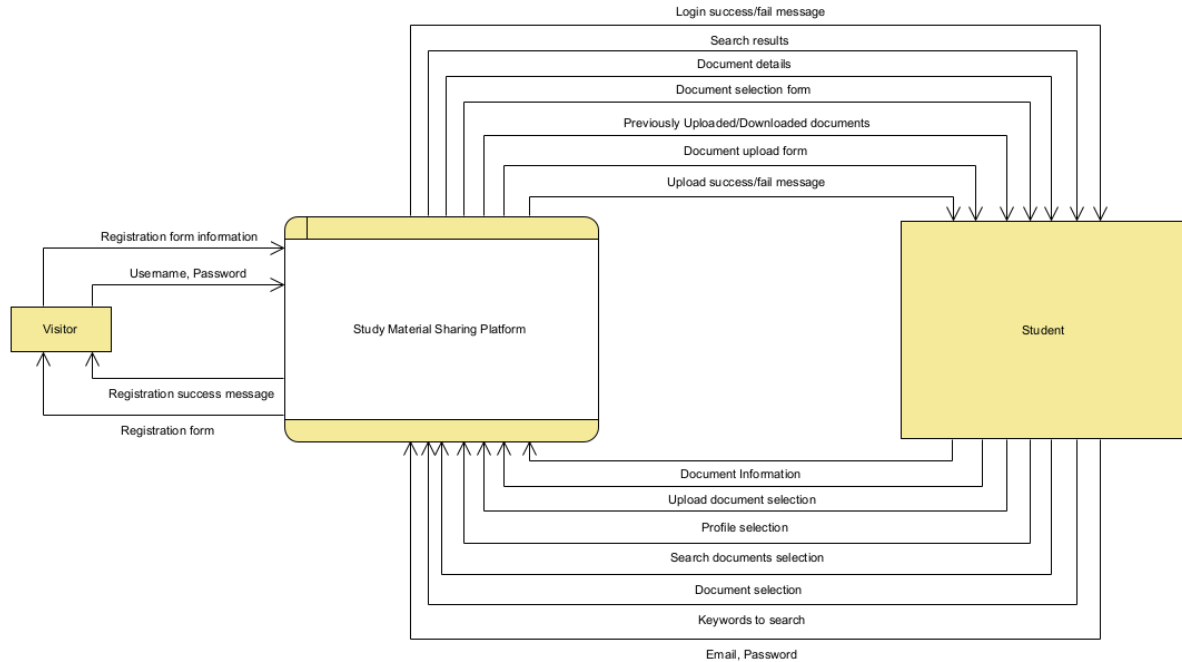 Login success/fail message
Search results
Document details
Document selection form
Previously Uploaded/Downloaded documents
Document upload form
Upload success/fail message
Registration form information
Username, Password
Visitor
Study Material Sharing Platform
Student
Registration success message
Registration form
Document Information
Upload document selection
Profile selection
Search documents selection
Document selection
Keywords to search
Email, Password